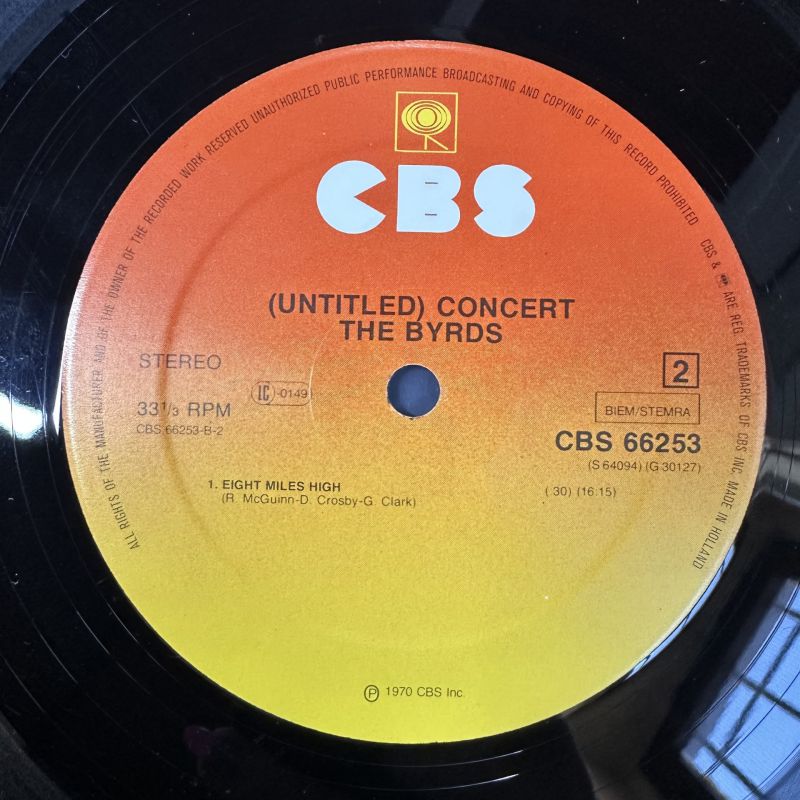 ALL RIGHTS OF THE MANUFACTURER AND OF THE OWNER OF THE RECORDED WORK RESERVED UNAUTHORIZED PUBLIC PERFORMANCE BROADCASTING AND COPYING OF THIS RECORD PROHIBITED CBS & ARE REG. TRADEMARKS OF CBS INC. MADE IN HOLLAND
CBS
(UNTITLED) CONCERT
THE BYRDS
STEREO
2
IC -0149
33 1/3 RPM
BIEM/STEMRA
CBS 66253-B-2
CBS 66253
(S 64094) (G 30127)
1. EIGHT MILES HIGH
( 30) (16.15)
(R. McGuinn-D. Crosby-G. Clark)
℗ 1970 CBS Inc.